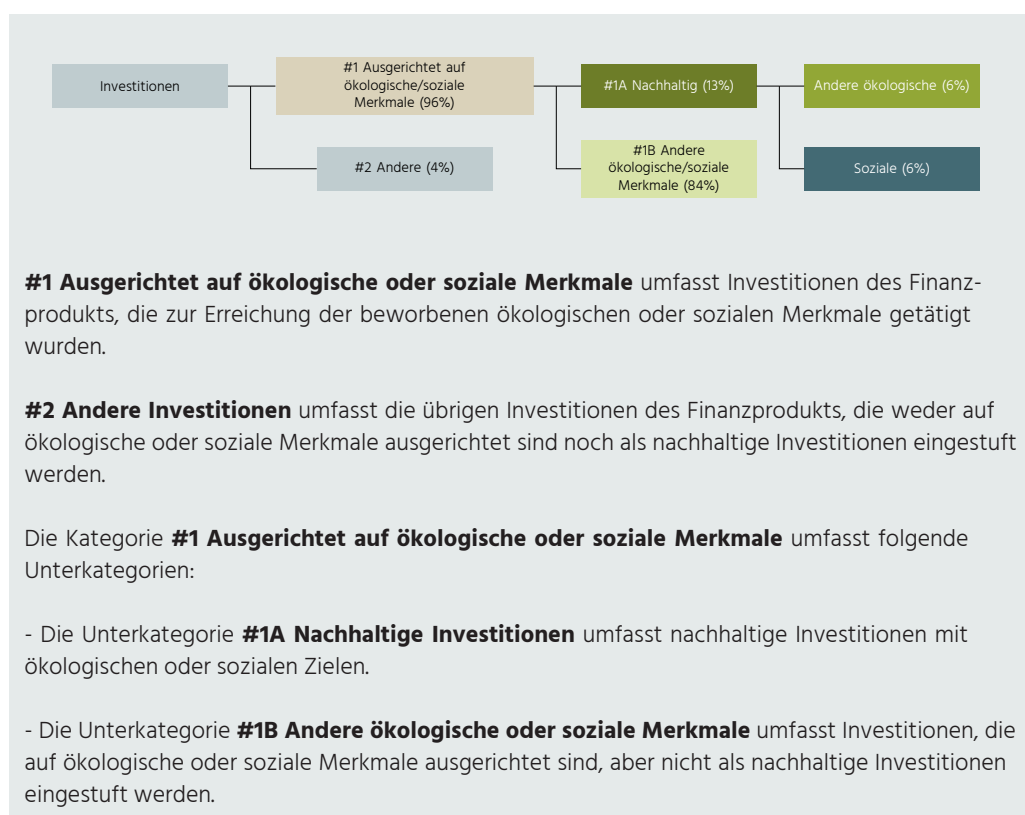 Investitionen
#1 Ausgerichtet auf
ökologische/soziale
Merkmale (96%)
#1A Nachhaltig (13%)
Andere ökologische (6%)
#2 Andere (4%)
#1B Andere
ökologische/soziale
Merkmale (84%)
Soziale (6%)
#1 Ausgerichtet auf ökologische oder soziale Merkmale umfasst Investitionen des Finanz-
produkts, die zur Erreichung der beworbenen ökologischen oder sozialen Merkmale getätigt
wurden.
#2 Andere Investitionen umfasst die übrigen Investitionen des Finanzprodukts, die weder auf
ökologische oder soziale Merkmale ausgerichtet sind noch als nachhaltige Investitionen eingestuft
werden.
Die Kategorie #1 Ausgerichtet auf ökologische oder soziale Merkmale umfasst folgende
Unterkategorien:
- Die Unterkategorie #1A Nachhaltige Investitionen umfasst nachhaltige Investitionen mit
ökologischen oder sozialen Zielen.
- Die Unterkategorie #1B Andere ökologische oder soziale Merkmale umfasst Investitionen, die
auf ökologische oder soziale Merkmale ausgerichtet sind, aber nicht als nachhaltige Investitionen
eingestuft werden.